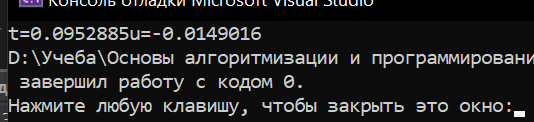 Консоль отладки Microsoft Visual Studio
t=0.0952885u=-0.0149016
D:\Учеба\Основы алгоритмизации и
завершил работу с кодом 0.
Нажмите любую клавишу, чтобы закрыть это окно: